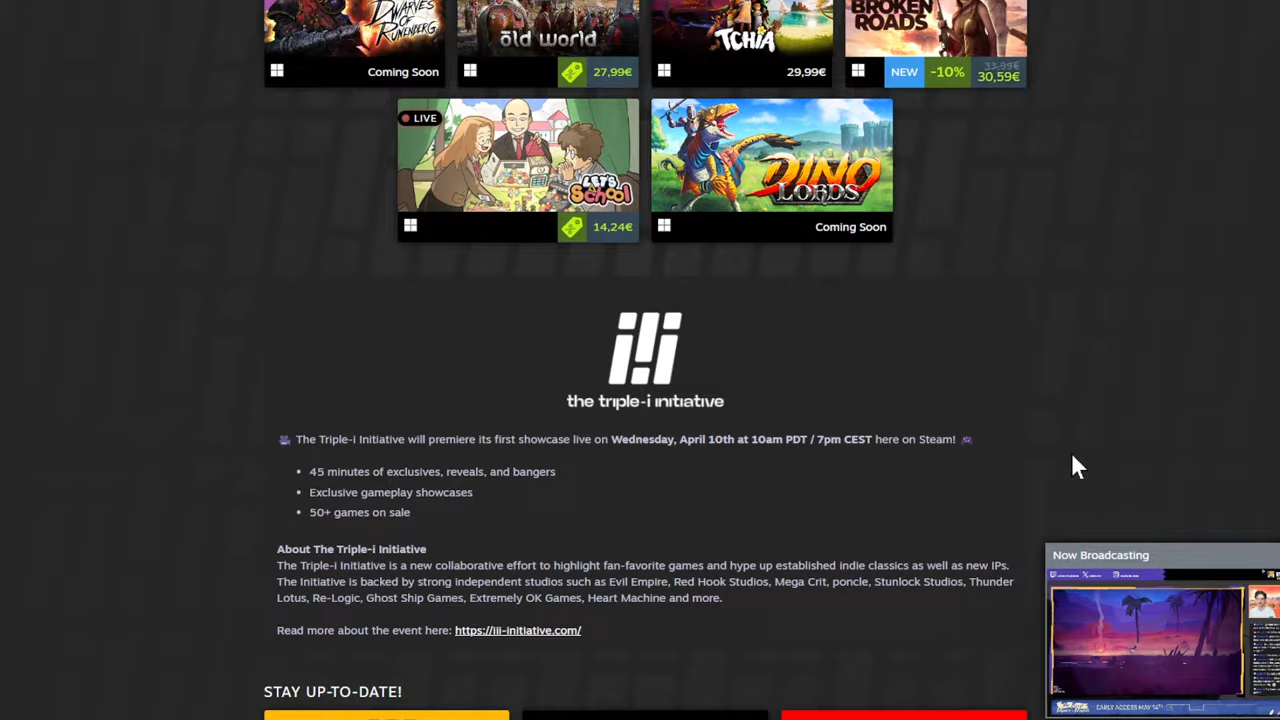 DWARVES
OF RUNENBERG
Coming Soon
old world
27,99€
TCHIA
29,99€
BROKEN
ROADS
NEW -10% 33,99€ 30,59€
LIVE
LET'S
School
14,24€
DINO
LORDS
Coming Soon
the triple-i initiative
The Triple-i Initiative will premiere its first showcase live on Wednesday, April 10th at 10am PDT / 7pm CEST here on Steam!
• 45 minutes of exclusives, reveals, and bangers
• Exclusive gameplay showcases
• 50+ games on sale
About The Triple-i Initiative
The Triple-i Initiative is a new collaborative effort to highlight fan-favorite games and hype up established indie classics as well as new IPs.
The Initiative is backed by strong independent studios such as Evil Empire, Red Hook Studios, Mega Crit, poncle, Stunlock Studios, Thunder
Lotus, Re-Logic, Ghost Ship Games, Extremely OK Games, Heart Machine and more.
Read more about the event here: https://iii-initiative.com/
Now Broadcasting
EARLY ACCESS MAY 14TH
STAY UP-TO-DATE!